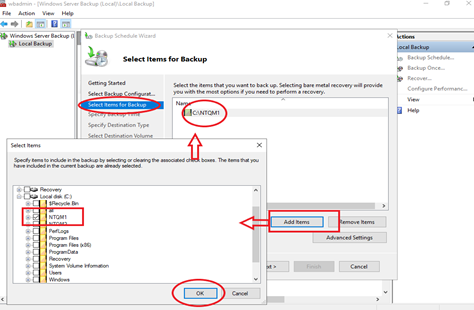 wbadmin - [Windows Server Backup (Local)\Local Backup]
File Action View Window Help
Windows Server Backup (Local)
Local Backup
Backup Schedule Wizard
Select Items for Backup
Getting Started
Select Backup Configurat...
Select Items for Backup
Specify Backup Time
Specify Destination Type
Select Destination Volume
Select the items that you want to back up. Selecting bare metal recovery will provide
you with the most options if you need to perform a recovery.
Name
C:\NTQM1
Add Items
Remove Items
Advanced Settings
Finish
Cancel
Actions
Local Backup
Backup Schedule...
Backup Once...
Recover...
Configure Performanc...
View
Help
Select Items
Specify items to include in the backup by selecting or clearing the associated check boxes. The items that you
have included in the current backup are already selected.
Recovery
Local disk (C:)
$Recycle.Bin
NTQM1
PerfLogs
Program Files
Program Files (x86)
ProgramData
Recovery
System Volume Information
Users
Windows
OK
Cancel